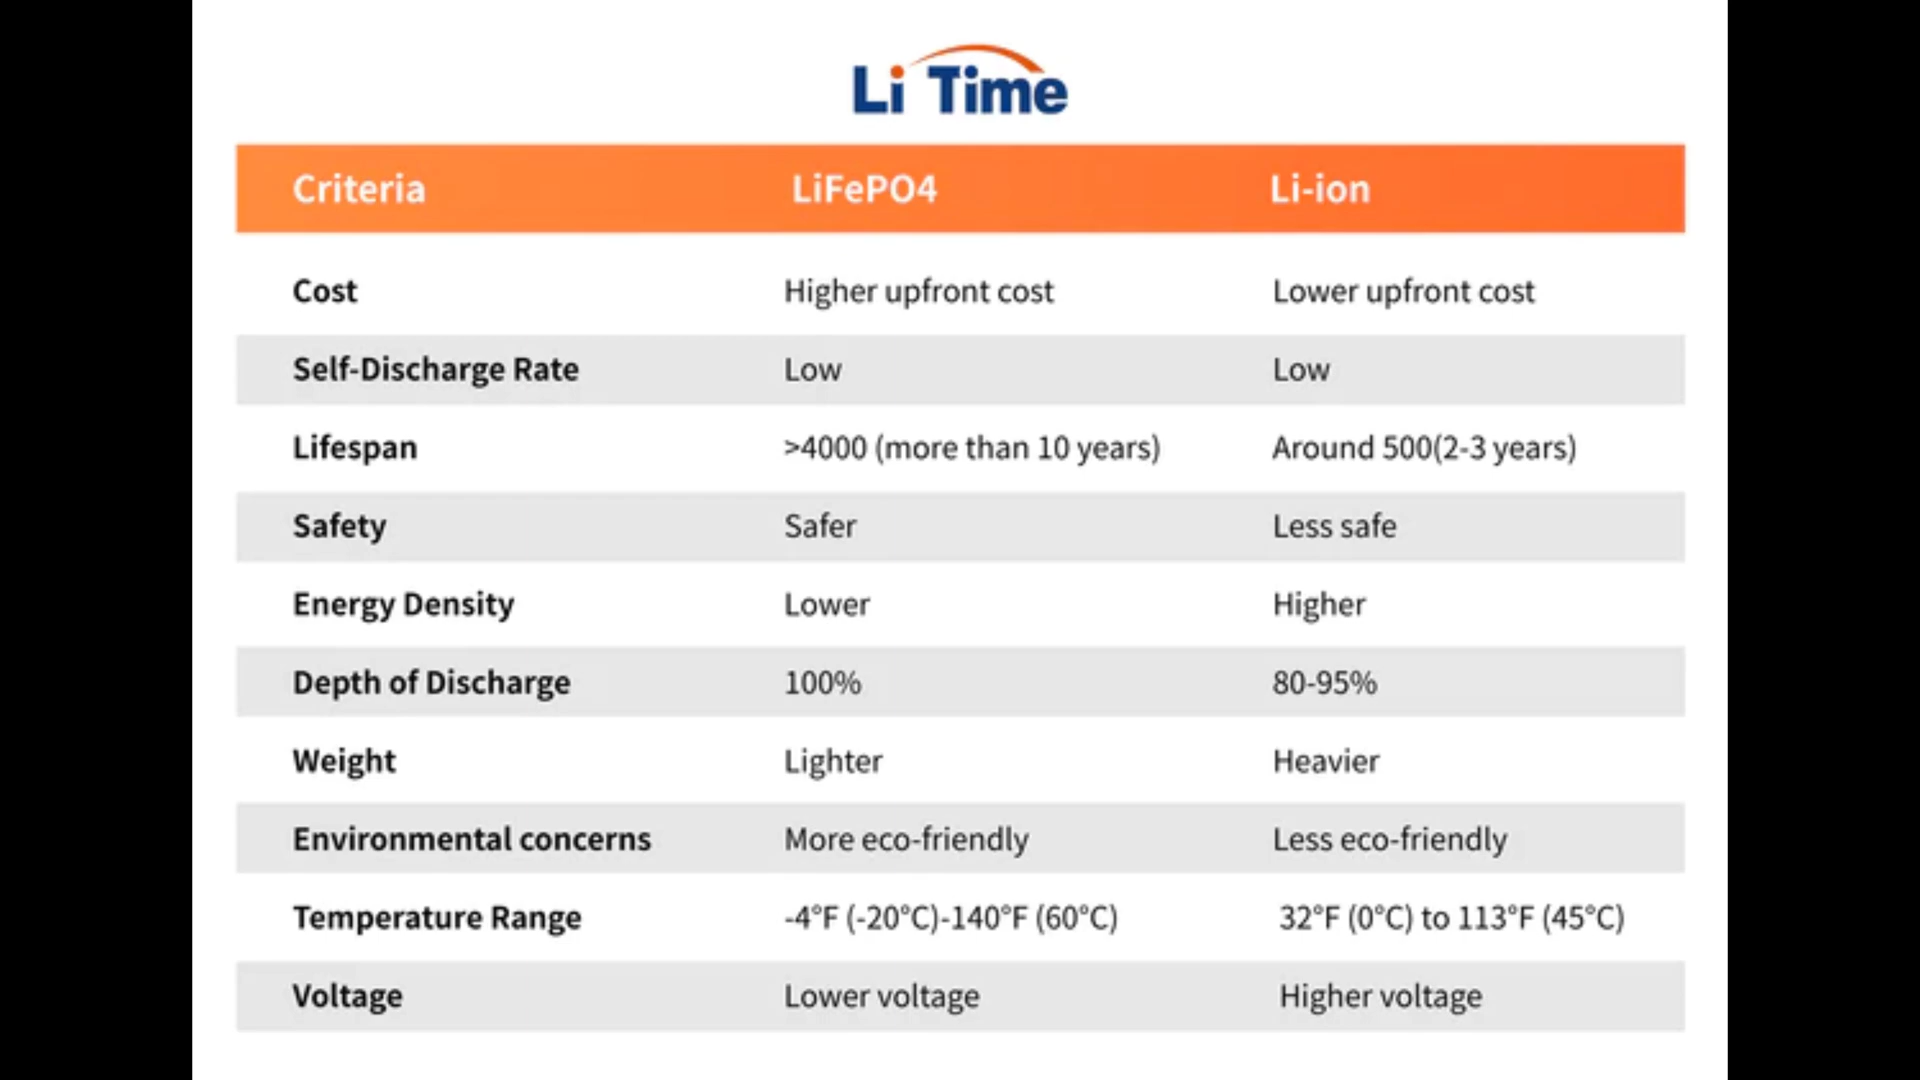 Li Time
Criteria LiFePO4 Li-ion
Cost Higher upfront cost Lower upfront cost
Self-Discharge Rate Low Low
Lifespan >4000 (more than 10 years) Around 500(2-3 years)
Safety Safer Less safe
Energy Density Lower Higher
Depth of Discharge 100% 80-95%
Weight Lighter Heavier
Environmental concerns More eco-friendly Less eco-friendly
Temperature Range -4°F (-20°C)-140°F (60°C) 32°F (0°C) to 113°F (45°C)
Voltage Lower voltage Higher voltage